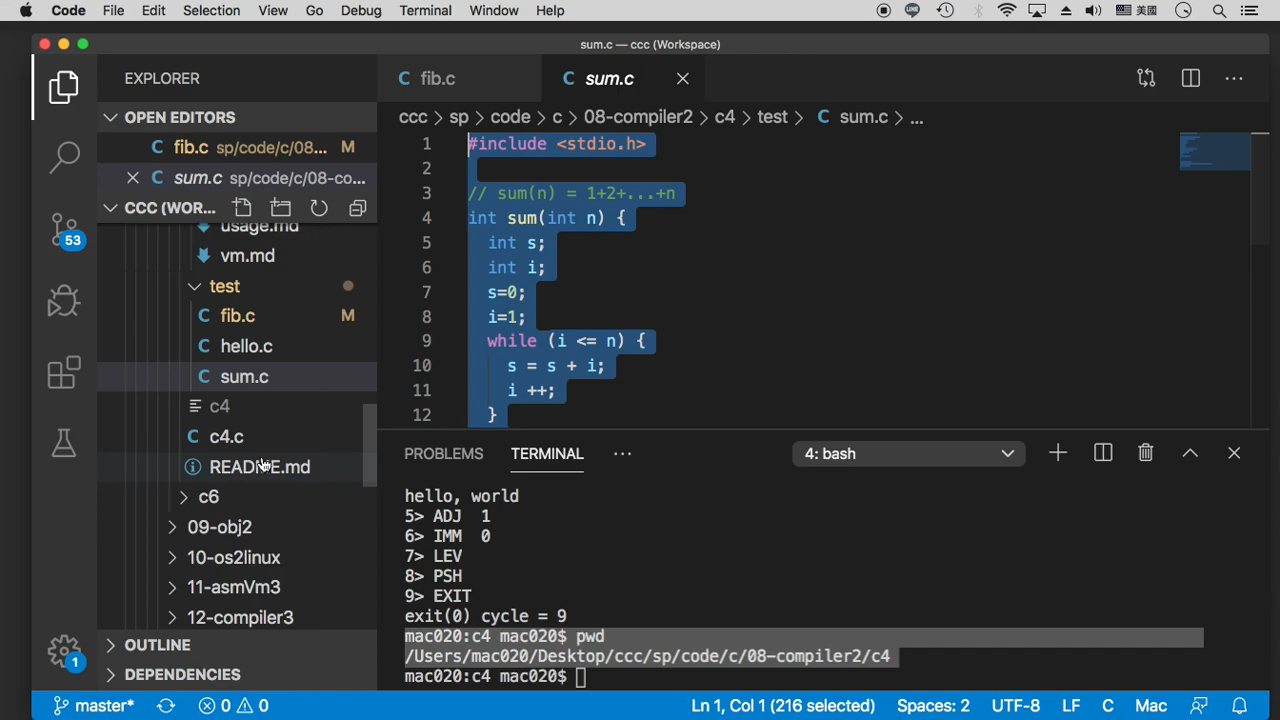 Code File Edit Selection View Go Debug Terminal Window Help 美國
sum.c — ccc (Workspace)
EXPLORER
OPEN EDITORS
fib.c sp/code/c/08... M
sum.c sp/code/c/08-co...
CCC (WOR...
usage.md
vm.md
test
fib.c M
hello.c
sum.c
c4
c4.c
README.md
c6
09-obj2
10-os2linux
11-asmVm3
12-compiler3
OUTLINE
DEPENDENCIES
53
1
fib.c sum.c
ccc > sp > code > c > 08-compiler2 > c4 > test > sum.c > ...
1 #include <stdio.h>
2
3 // sum(n) = 1+2+...+n
4 int sum(int n) {
5 int s;
6 int i;
7 s=0;
8 i=1;
9 while (i <= n) {
10 s = s + i;
11 i ++;
12 }
PROBLEMS TERMINAL ... 4: bash
hello, world
5> ADJ 1
6> IMM 0
7> LEV
8> PSH
9> EXIT
exit(0) cycle = 9
mac020:c4 mac020$ pwd
/Users/mac020/Desktop/ccc/sp/code/c/08-compiler2/c4
mac020:c4 mac020$
master* 0 0 Ln 1, Col 1 (216 selected) Spaces: 2 UTF-8 LF C Mac